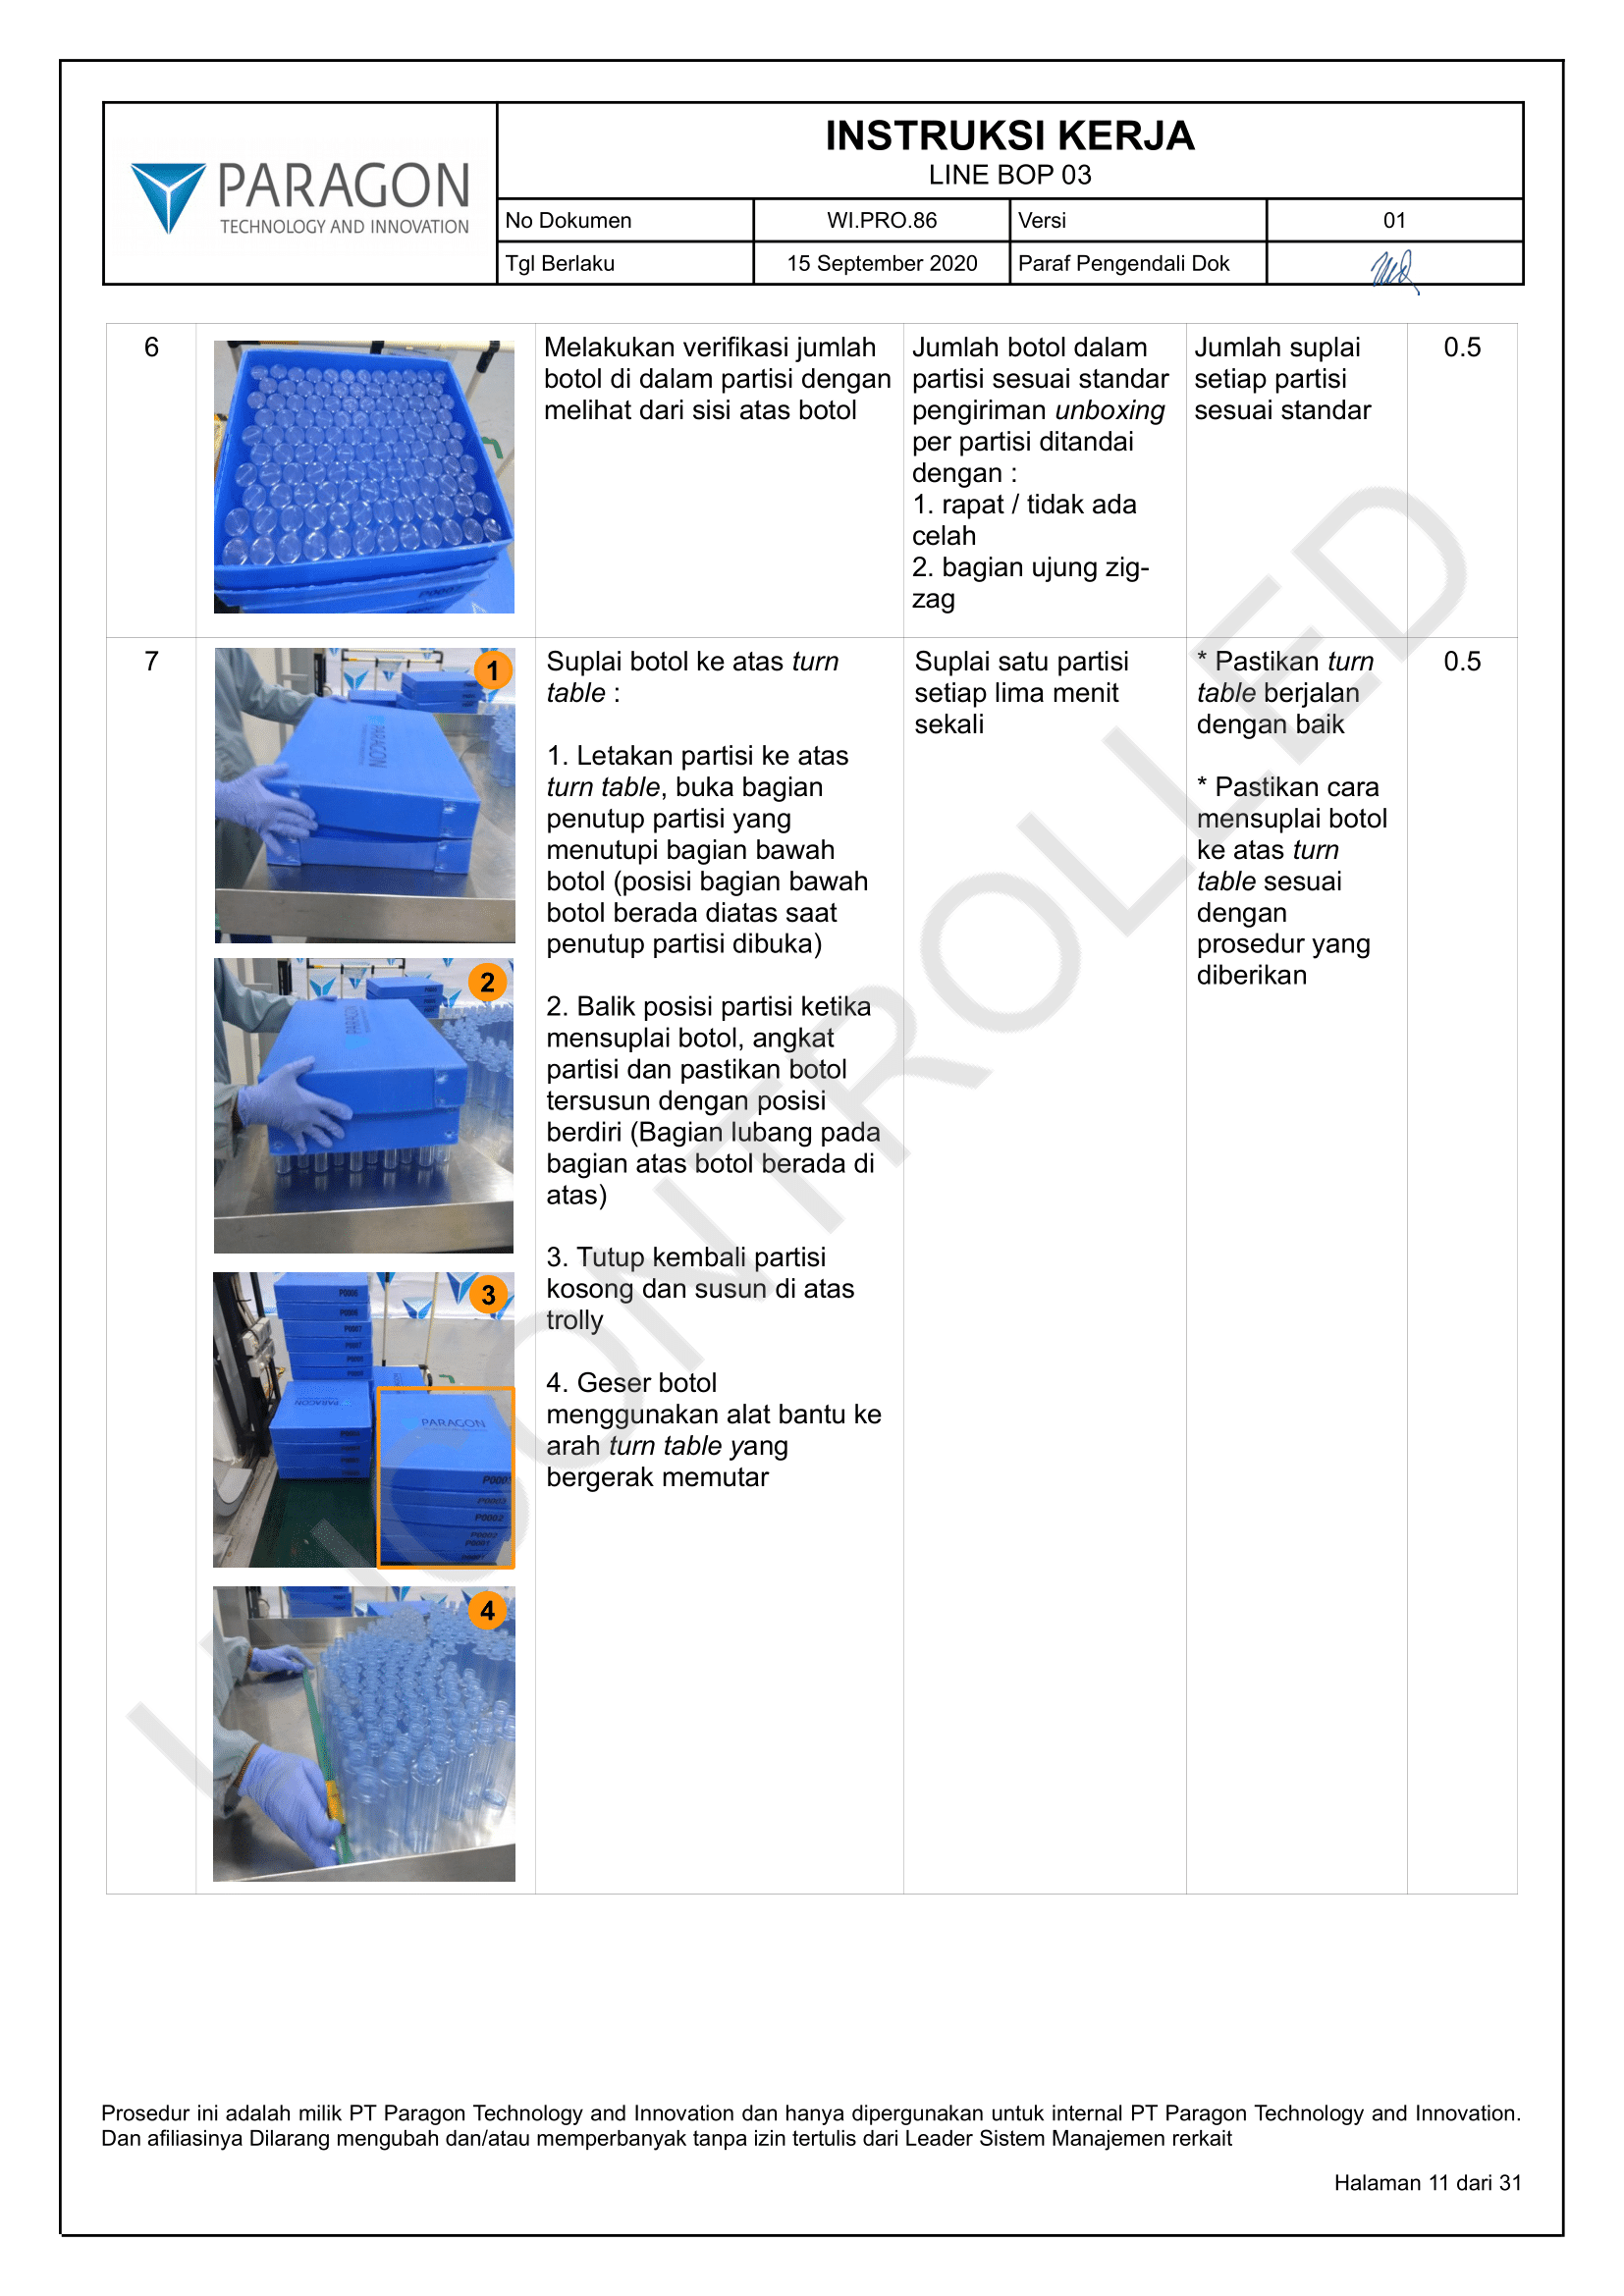 PARAGON
TECHNOLOGY AND INNOVATION
INSTRUKSI KERJA
LINE BOP 03
No Dokumen
WI.PRO.86
Versi
01
Tgl Berlaku
15 September 2020
Paraf Pengendali Dok
6
Melakukan verifikasi jumlah
botol di dalam partisi dengan
melihat dari sisi atas botol
Jumlah botol dalam
partisi sesuai standar
pengiriman unboxing
per partisi ditandai
dengan :
1. rapat / tidak ada
celah
2. bagian ujung zig-
zag
Jumlah suplai
setiap partisi
sesuai standar
0.5
7
1
PARAGON
2
3
P0006
P0006
P0007
P0007
PARAGON
PARAGON
P0003
P0002
P0002
P0001
P0001
4
Suplai botol ke atas turn
table :
1. Letakan partisi ke atas
turn table, buka bagian
penutup partisi yang
menutupi bagian bawah
botol (posisi bagian bawah
botol berada diatas saat
penutup partisi dibuka)
2. Balik posisi partisi ketika
mensuplai botol, angkat
partisi dan pastikan botol
tersusun dengan posisi
berdiri (Bagian lubang pada
bagian atas botol berada di
atas)
3. Tutup kembali partisi
kosong dan susun di atas
trolly
4. Geser botol
menggunakan alat bantu ke
arah turn table yang
bergerak memutar
Suplai satu partisi
setiap lima menit
sekali
* Pastikan turn
table berjalan
dengan baik
* Pastikan cara
mensuplai botol
ke atas turn
table sesuai
dengan
prosedur yang
diberikan
0.5
UNCONTROLLED
Prosedur ini adalah milik PT Paragon Technology and Innovation dan hanya dipergunakan untuk internal PT Paragon Technology and Innovation.
Dan afiliasinya Dilarang mengubah dan/atau memperbanyak tanpa izin tertulis dari Leader Sistem Manajemen rerkait
Halaman 11 dari 31